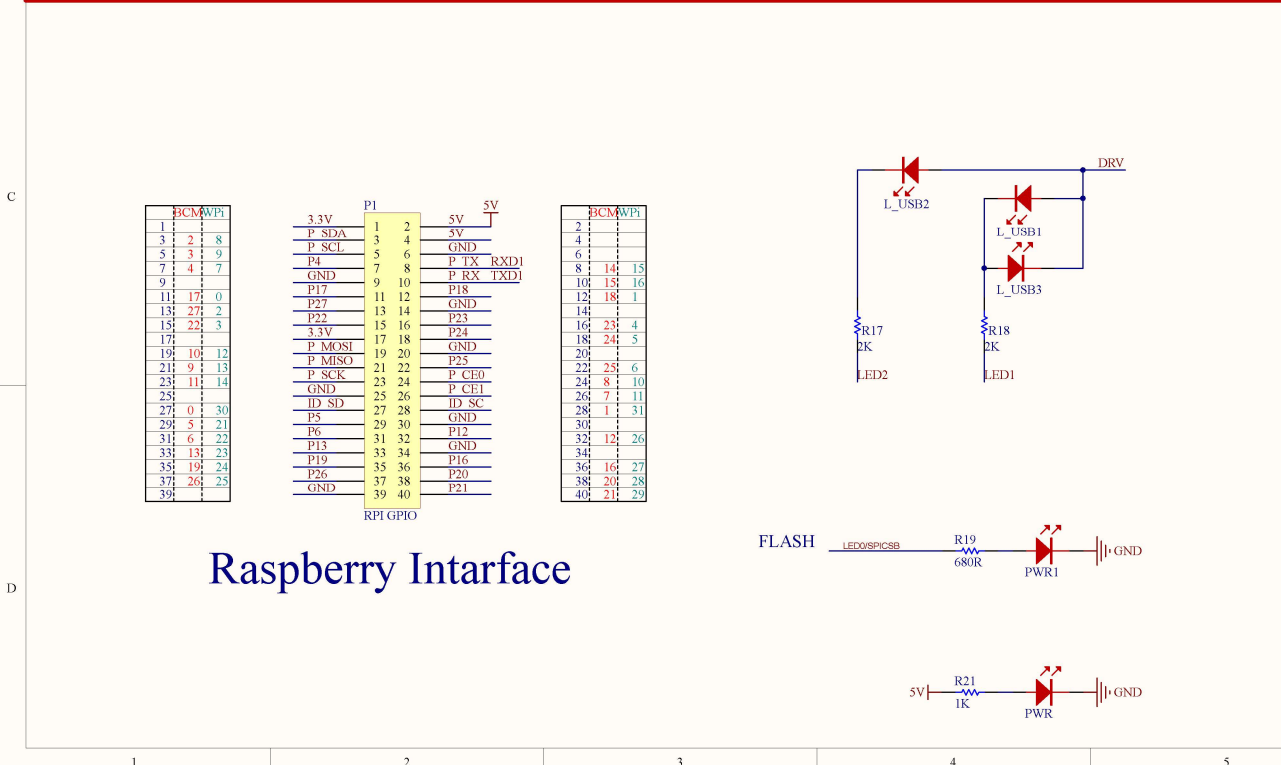 C
D
BCM WPi
1
3 2 8
5 3 9
7 4 7
9
11 17 0
13 27 2
15 22 3
17
19 10 12
21 9 13
23 11 14
25
27 0 30
29 5 21
31 6 22
33 13 23
35 19 24
37 26 25
39
P1
5V
3.3V 1 2 5V
P_SDA 3 4 5V
P_SCL 5 6 GND
P4 7 8 P_TX RXD1
GND 9 10 P_RX TXD1
P17 11 12 P18
P27 13 14 GND
P22 15 16 P23
3.3V 17 18 P24
P_MOSI 19 20 GND
P_MISO 21 22 P25
P_SCK 23 24 P_CE0
GND 25 26 P_CE1
ID_SD 27 28 ID_SC
P5 29 30 GND
P6 31 32 P12
P13 33 34 GND
P19 35 36 P16
P26 37 38 P20
GND 39 40 P21
RPI GPIO
BCM WPi
2
4
6
8 14 15
10 15 16
12 18 1
14
16 23 4
18 24 5
20
22 25 6
24 8 10
26 7 11
28 1 31
30
32 12 26
34
36 16 27
38 20 28
40 21 29
Raspberry Intarface
DRV
L_USB2
L_USB1
L_USB3
R17
2K
LED2
R18
2K
LED1
FLASH LED0/SPICSB R19 GND
680R PWR1
5V R21 GND
1K PWR
1 2 3 4 5